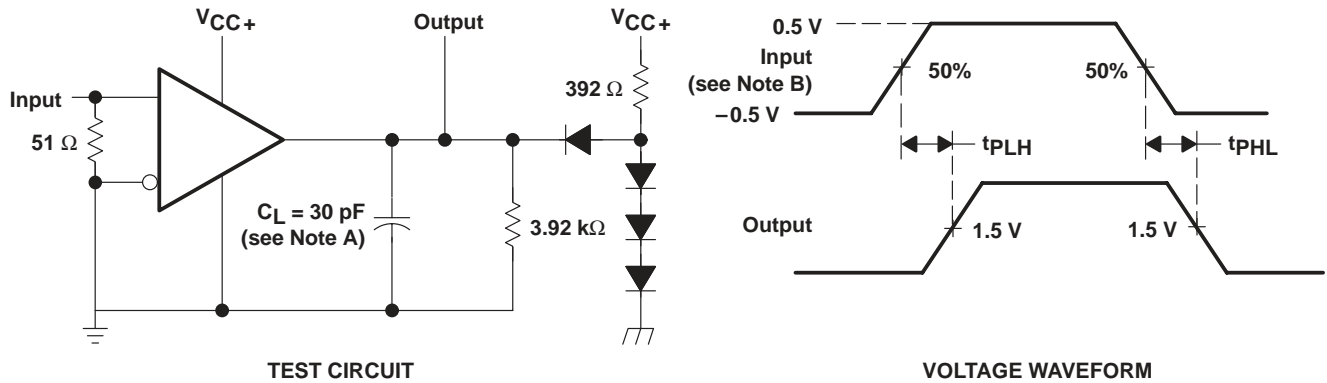 VCC+
Output
VCC+
Input
51 Ω
392 Ω
CL = 30 pF
(see Note A)
3.92 kΩ
TEST CIRCUIT
0.5 V
Input
(see Note B)
−0.5 V
50%
50%
tPLH
tPHL
Output
1.5 V
1.5 V
VOLTAGE WAVEFORM